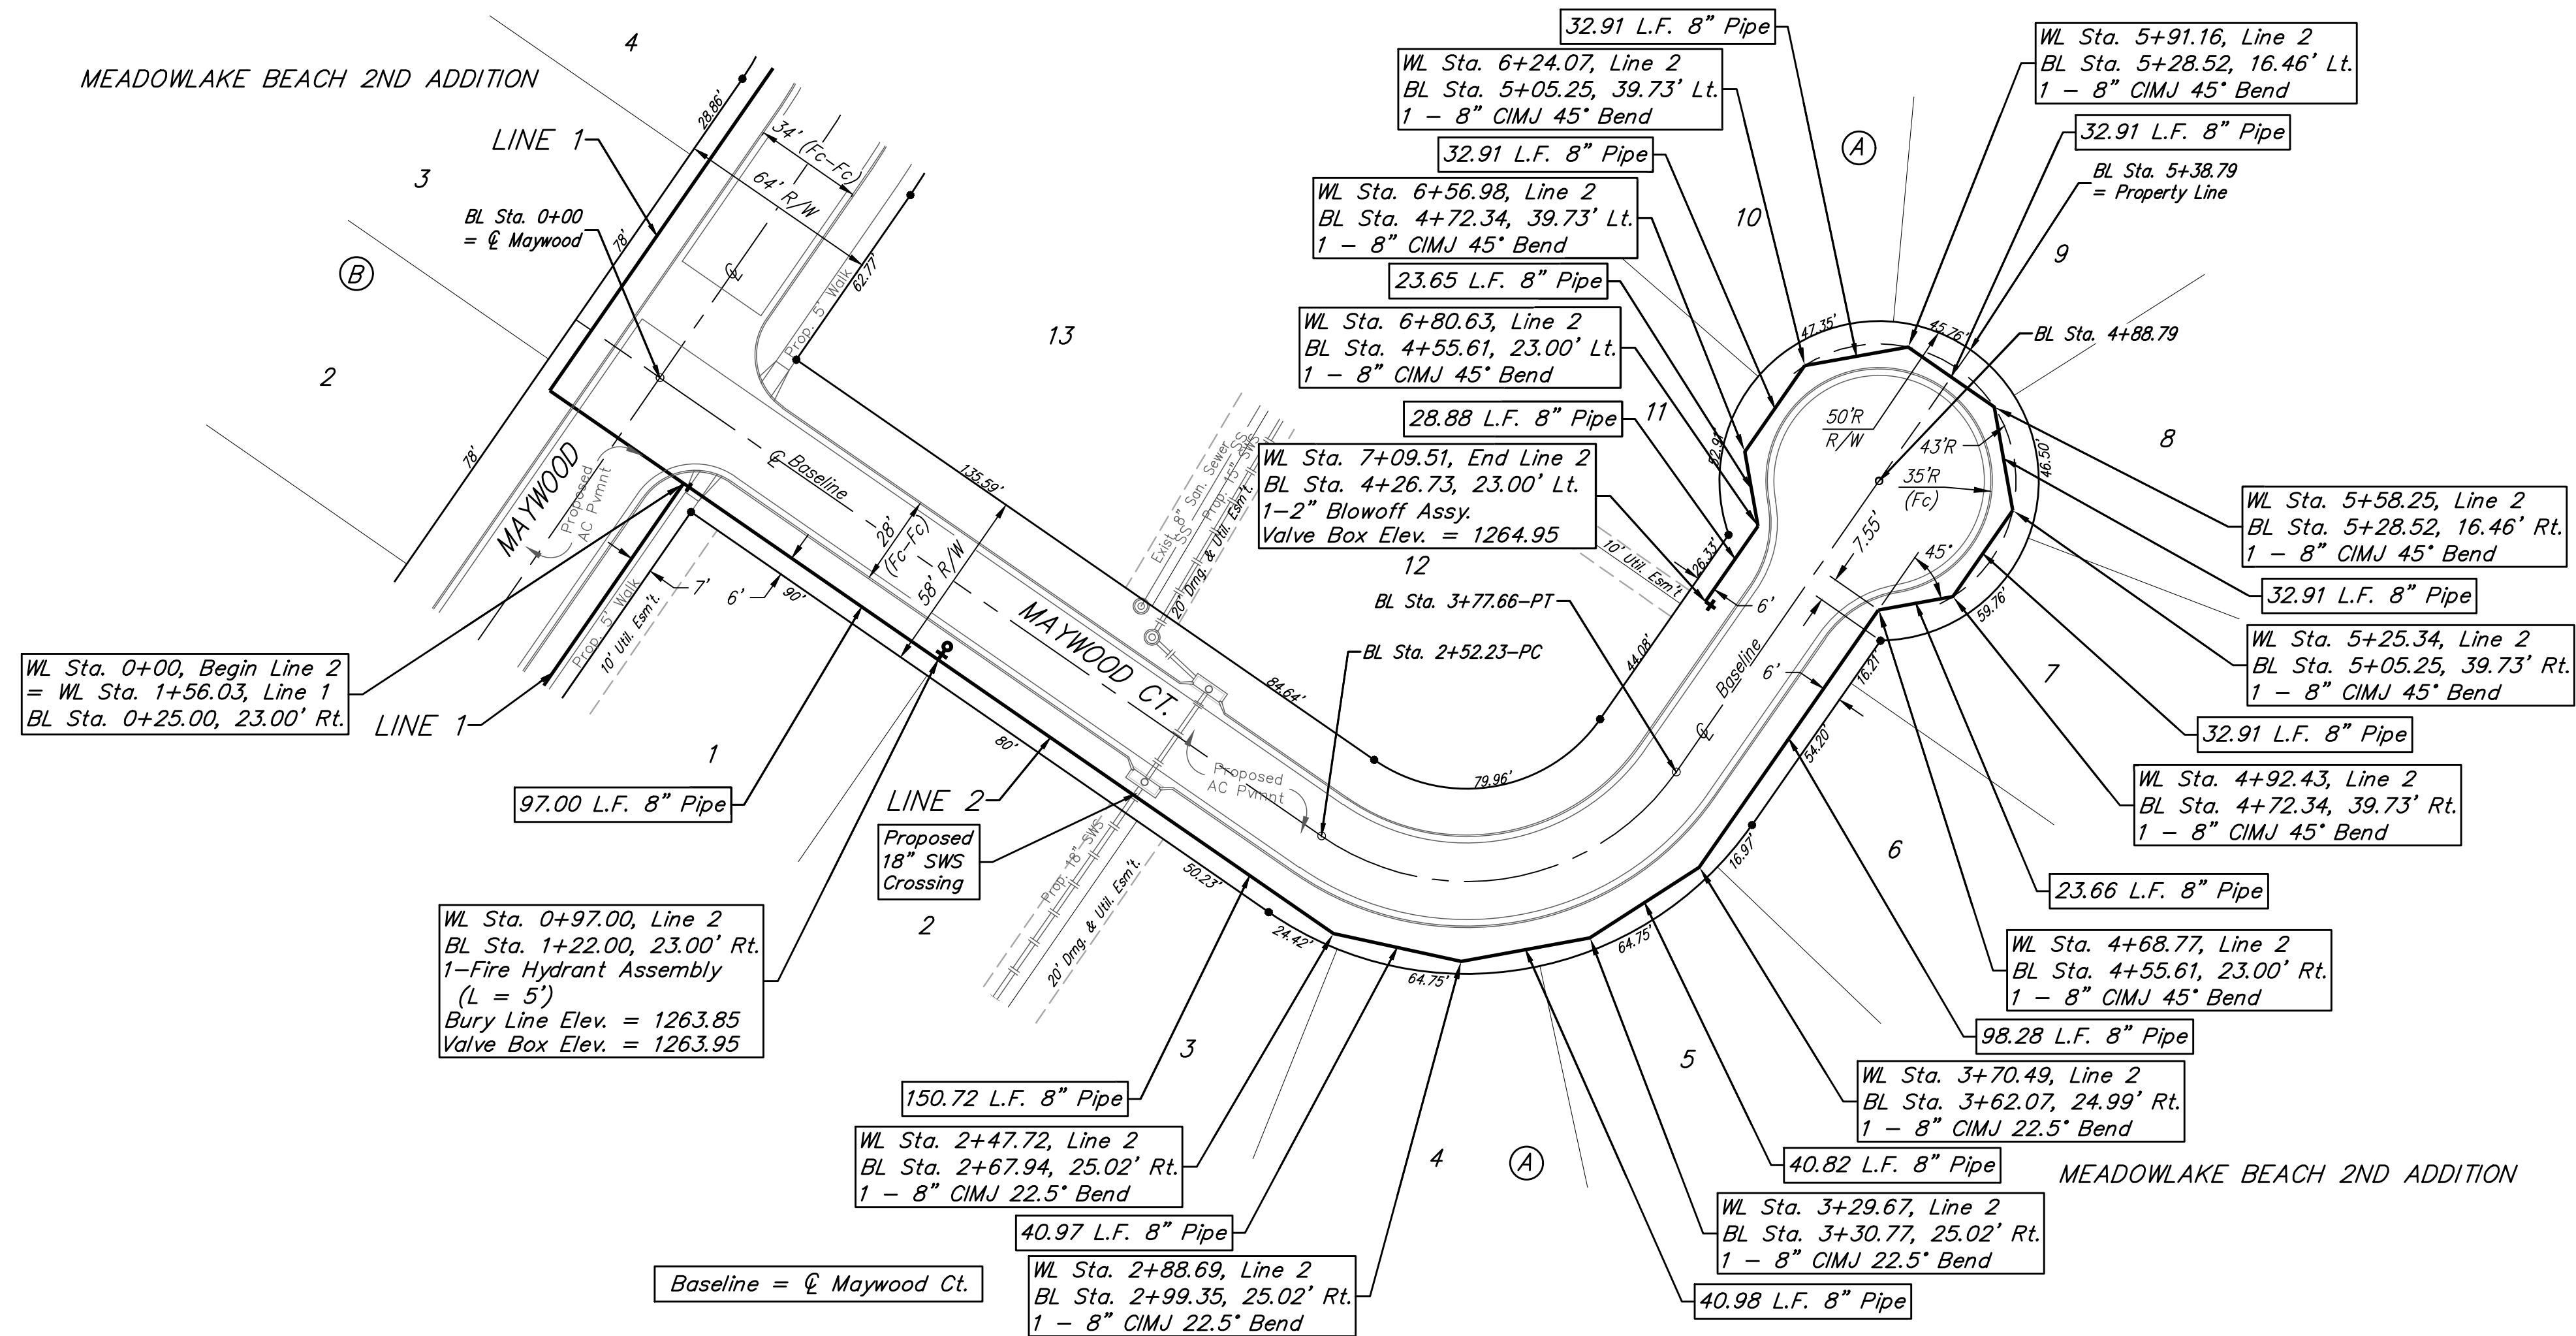 MEADOWLAKE BEACH 2ND ADDITION
4
3
2
Ⓑ
LINE 1
BL Sta. 0+00
= ℄ Maywood
28.86'
78'
78'
34' (Fc-Fc)
64' R/W
℄
Prop. 5' Walk
62.77'
13
MAYWOOD
Proposed
AC Pvmnt
℄ Baseline
135.59'
28'
(Fc-Fc)
58' R/W
MAYWOOD CT.
Exist. 8" San. Sewer
SS
SS
Prop. 15" SWS
SWS
20' Drng. & Util. Esm't.
Prop. 5' Walk
10' Util. Esm't.
7'
6'
90'
WL Sta. 0+00, Begin Line 2
= WL Sta. 1+56.03, Line 1
BL Sta. 0+25.00, 23.00' Rt.
LINE 1
1
97.00 L.F. 8" Pipe
80'
LINE 2
Proposed
18" SWS
Crossing
2
Prop. 18" SWS
20' Drng. & Util. Esm't.
WL Sta. 0+97.00, Line 2
BL Sta. 1+22.00, 23.00' Rt.
1-Fire Hydrant Assembly
(L = 5')
Bury Line Elev. = 1263.85
Valve Box Elev. = 1263.95
50.23'
24.42'
84.64'
79.96'
44.08'
Proposed
AC Pvmnt
BL Sta. 2+52.23-PC
BL Sta. 3+77.66-PT
3
150.72 L.F. 8" Pipe
WL Sta. 2+47.72, Line 2
BL Sta. 2+67.94, 25.02' Rt.
1 - 8" CIMJ 22.5° Bend
40.97 L.F. 8" Pipe
Baseline = ℄ Maywood Ct.
WL Sta. 2+88.69, Line 2
BL Sta. 2+99.35, 25.02' Rt.
1 - 8" CIMJ 22.5° Bend
64.75'
64.75'
4
Ⓐ
5
40.98 L.F. 8" Pipe
WL Sta. 3+29.67, Line 2
BL Sta. 3+30.77, 25.02' Rt.
1 - 8" CIMJ 22.5° Bend
MEADOWLAKE BEACH 2ND ADDITION
40.82 L.F. 8" Pipe
WL Sta. 3+70.49, Line 2
BL Sta. 3+62.07, 24.99' Rt.
1 - 8" CIMJ 22.5° Bend
98.28 L.F. 8" Pipe
WL Sta. 4+68.77, Line 2
BL Sta. 4+55.61, 23.00' Rt.
1 - 8" CIMJ 45° Bend
23.66 L.F. 8" Pipe
6
16.97'
54.20'
16.21'
6'
℄ Baseline
7.55'
45°
7
59.76'
WL Sta. 4+92.43, Line 2
BL Sta. 4+72.34, 39.73' Rt.
1 - 8" CIMJ 45° Bend
32.91 L.F. 8" Pipe
WL Sta. 5+25.34, Line 2
BL Sta. 5+05.25, 39.73' Rt.
1 - 8" CIMJ 45° Bend
32.91 L.F. 8" Pipe
WL Sta. 5+58.25, Line 2
BL Sta. 5+28.52, 16.46' Rt.
1 - 8" CIMJ 45° Bend
8
46.50'
9
BL Sta. 4+88.79
45.76'
BL Sta. 5+38.79
= Property Line
32.91 L.F. 8" Pipe
WL Sta. 5+91.16, Line 2
BL Sta. 5+28.52, 16.46' Lt.
1 - 8" CIMJ 45° Bend
Ⓐ
10
47.35'
50'R
R/W
43'R
35'R
(Fc)
32.91 L.F. 8" Pipe
WL Sta. 6+24.07, Line 2
BL Sta. 5+05.25, 39.73' Lt.
1 - 8" CIMJ 45° Bend
32.91 L.F. 8" Pipe
WL Sta. 6+56.98, Line 2
BL Sta. 4+72.34, 39.73' Lt.
1 - 8" CIMJ 45° Bend
23.65 L.F. 8" Pipe
WL Sta. 6+80.63, Line 2
BL Sta. 4+55.61, 23.00' Lt.
1 - 8" CIMJ 45° Bend
28.88 L.F. 8" Pipe
11
WL Sta. 7+09.51, End Line 2
BL Sta. 4+26.73, 23.00' Lt.
1-2" Blowoff Assy.
Valve Box Elev. = 1264.95
12
10' Util. Esm't.
26.33'
6'